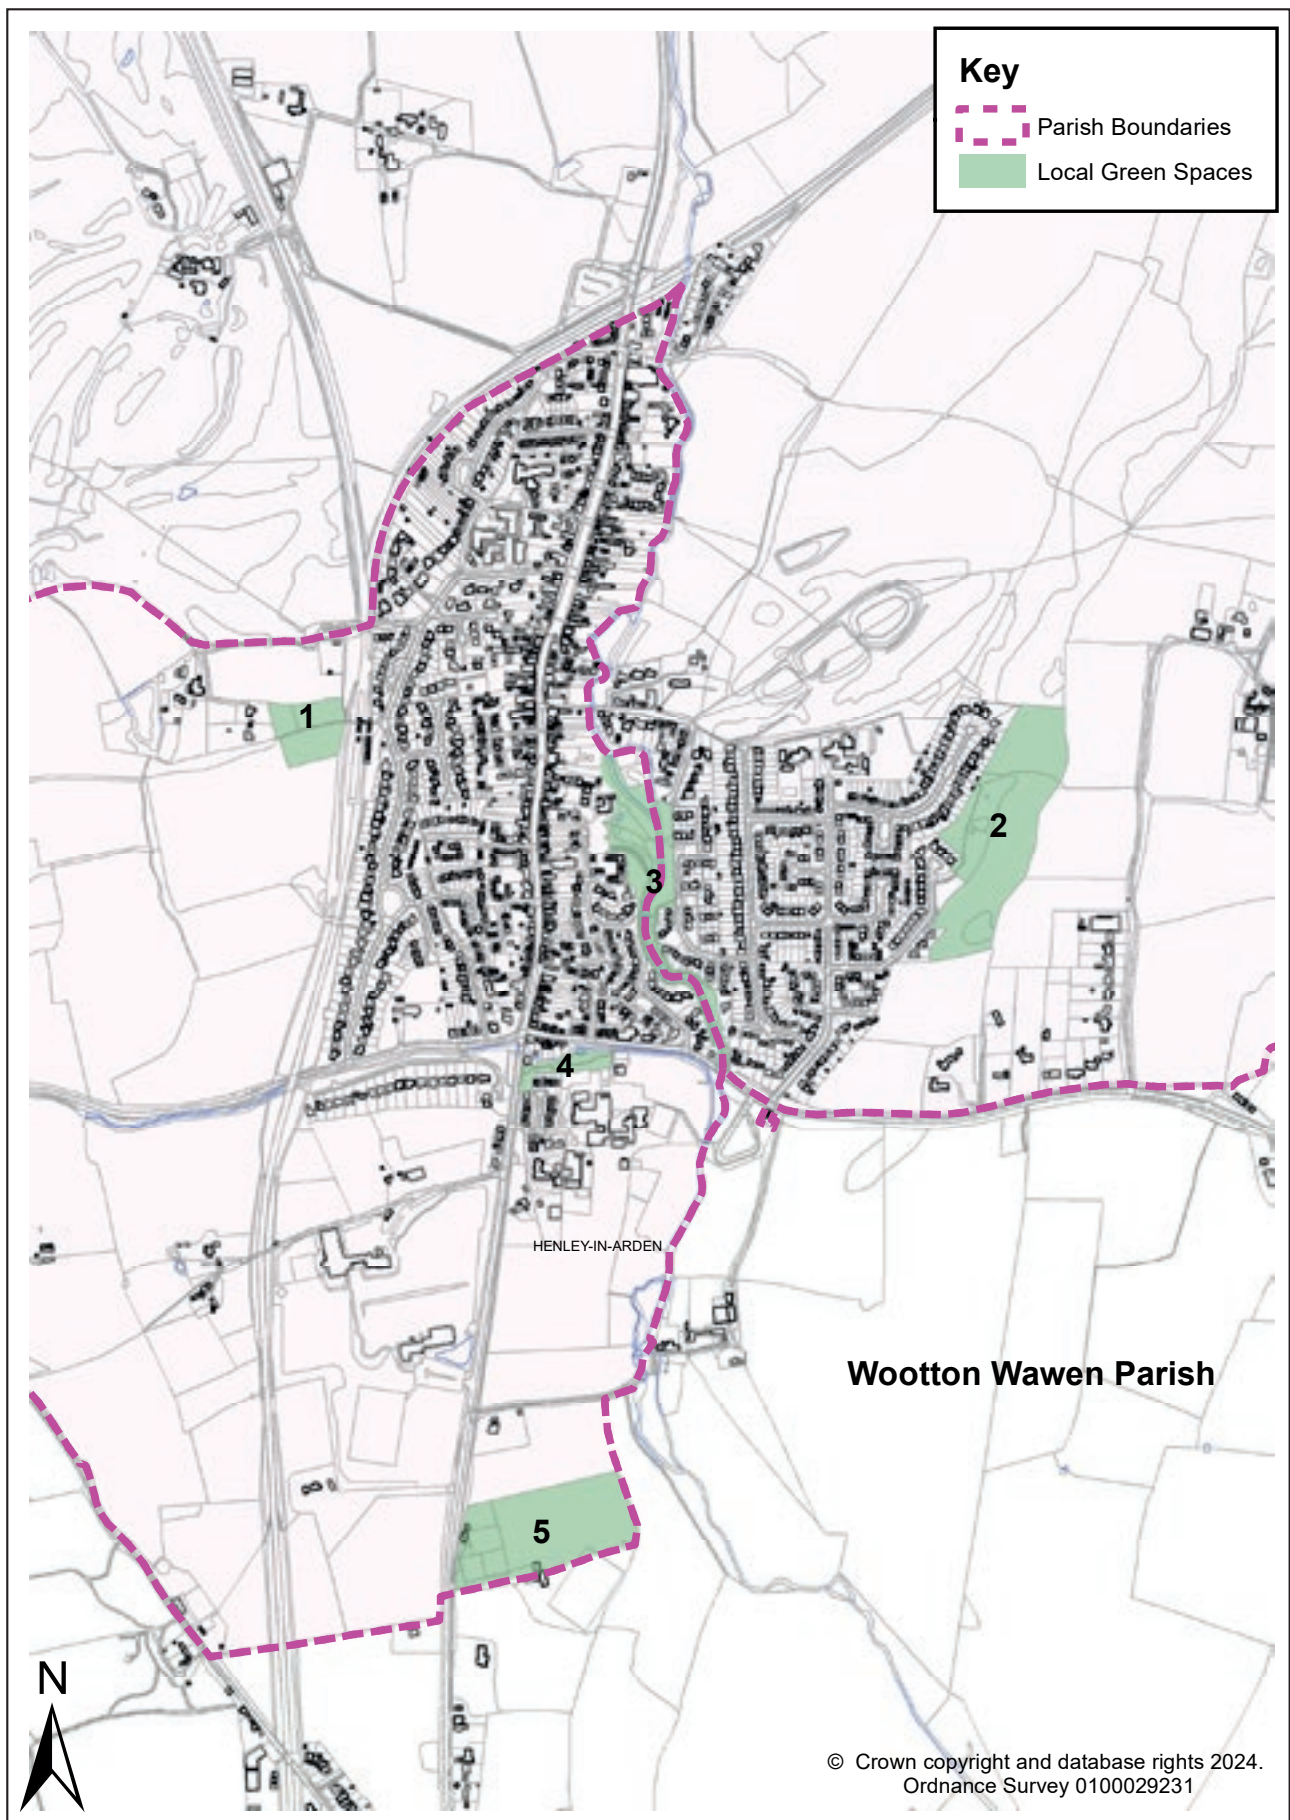 Key
Parish Boundaries
Local Green Spaces
1
2
3
4
HENLEY-IN-ARDEN
Wootton Wawen Parish
5
N
© Crown copyright and database rights 2024.
Ordnance Survey 0100029231